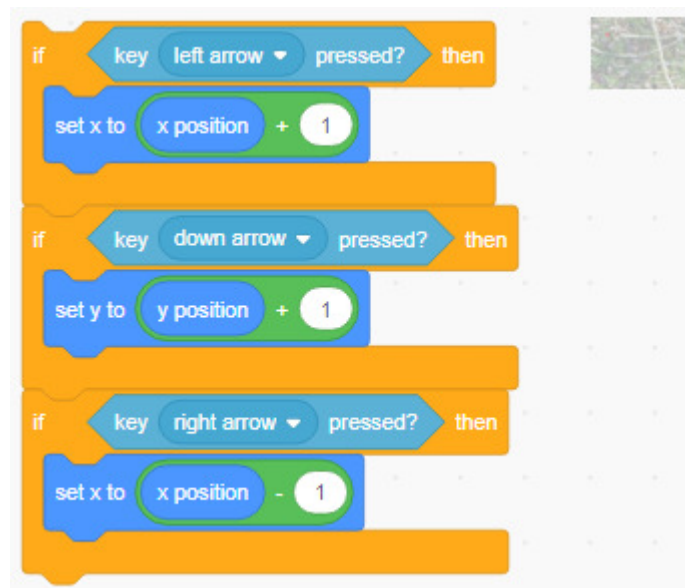 if key left arrow pressed? then
set x to x position + 1
if key down arrow pressed? then
set y to y position + 1
if key right arrow pressed? then
set x to x position - 1